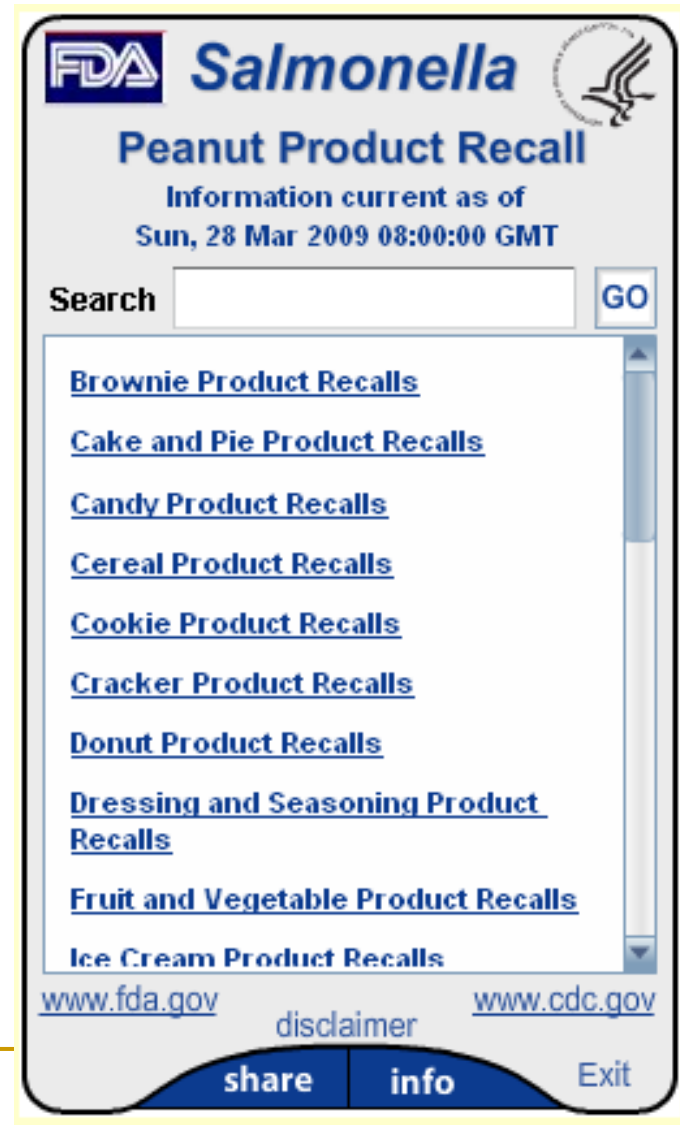 FDA
Salmonella
Peanut Product Recall
Information current as of
Sun, 28 Mar 2009 08:00:00 GMT
Search
GO
Brownie Product Recalls
Cake and Pie Product Recalls
Candy Product Recalls
Cereal Product Recalls
Cookie Product Recalls
Cracker Product Recalls
Donut Product Recalls
Dressing and Seasoning Product
Recalls
Fruit and Vegetable Product Recalls
Ice Cream Product Recalls
www.fda.gov
www.cdc.gov
disclaimer
share
info
Exit